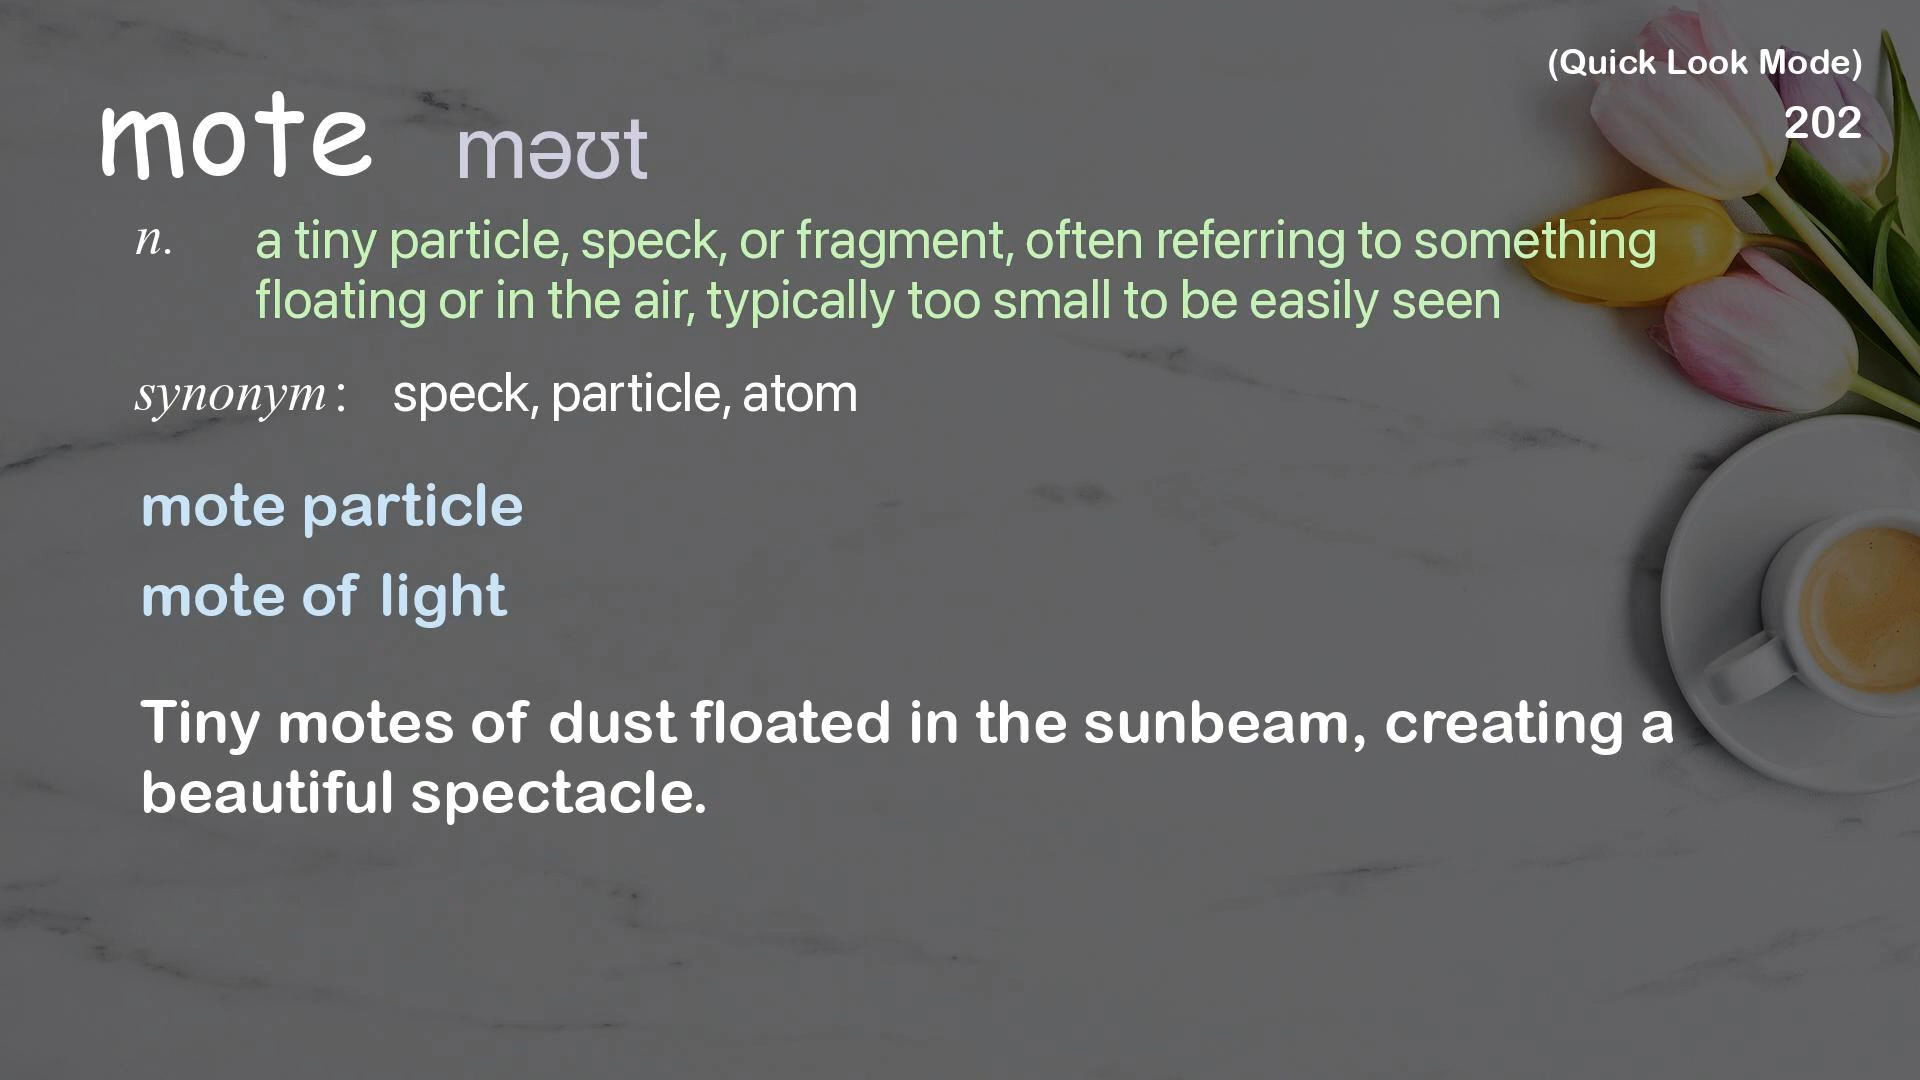 (Quick Look Mode)
202
mote məʊt
n. a tiny particle, speck, or fragment, often referring to something
floating or in the air, typically too small to be easily seen
synonym: speck, particle, atom
mote particle
mote of light
Tiny motes of dust floated in the sunbeam, creating a
beautiful spectacle.